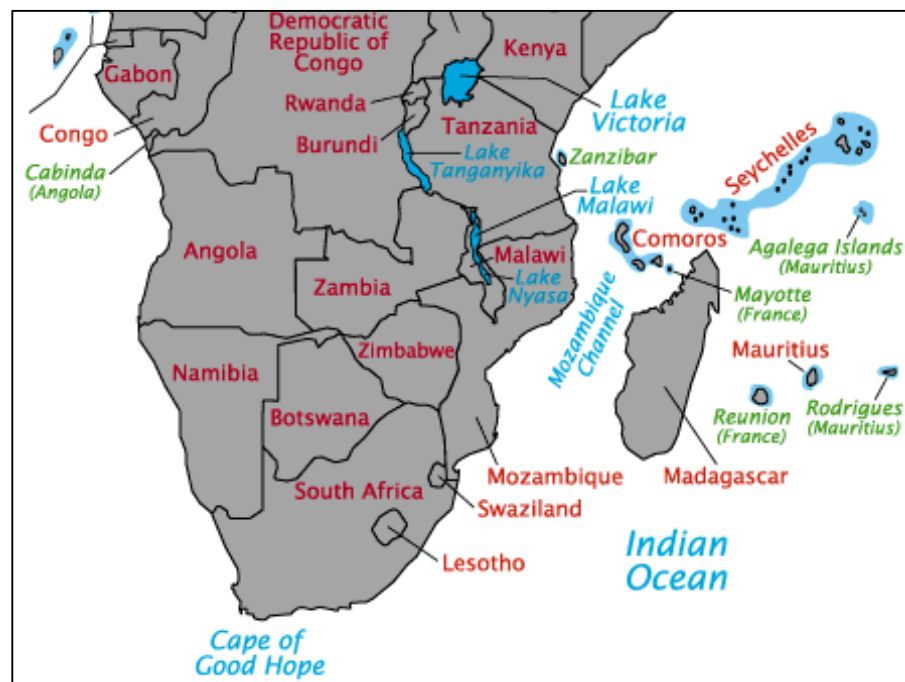 Democratic
Republic of
Congo
Kenya
Gabon
Rwanda
Lake
Victoria
Congo
Burundi
Tanzania
Cabinda
(Angola)
Lake
Tanganyika
Zanzibar
Seychelles
Lake
Malawi
Angola
Malawi
Comoros
Agalega Islands
(Mauritius)
Zambia
Lake
Nyasa
Mayotte
(France)
Mozambique
Channel
Zimbabwe
Mauritius
Namibia
Botswana
Reunion
(France)
Rodrigues
(Mauritius)
South Africa
Mozambique
Madagascar
Swaziland
Lesotho
Indian
Ocean
Cape of
Good Hope